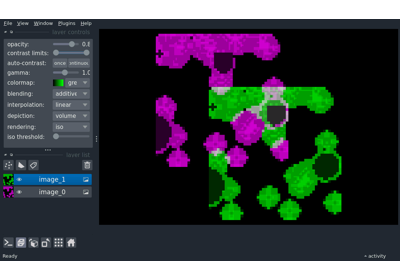 File View Window Plugins Help
layer controls
opacity: 0.8
contrast limits:
auto-contrast: once
gamma: 1.0
colormap: gre
blending: additive
interpolation: linear
depiction: volume
rendering: iso
iso threshold:
layer list
image_1
image_0
Ready
activity